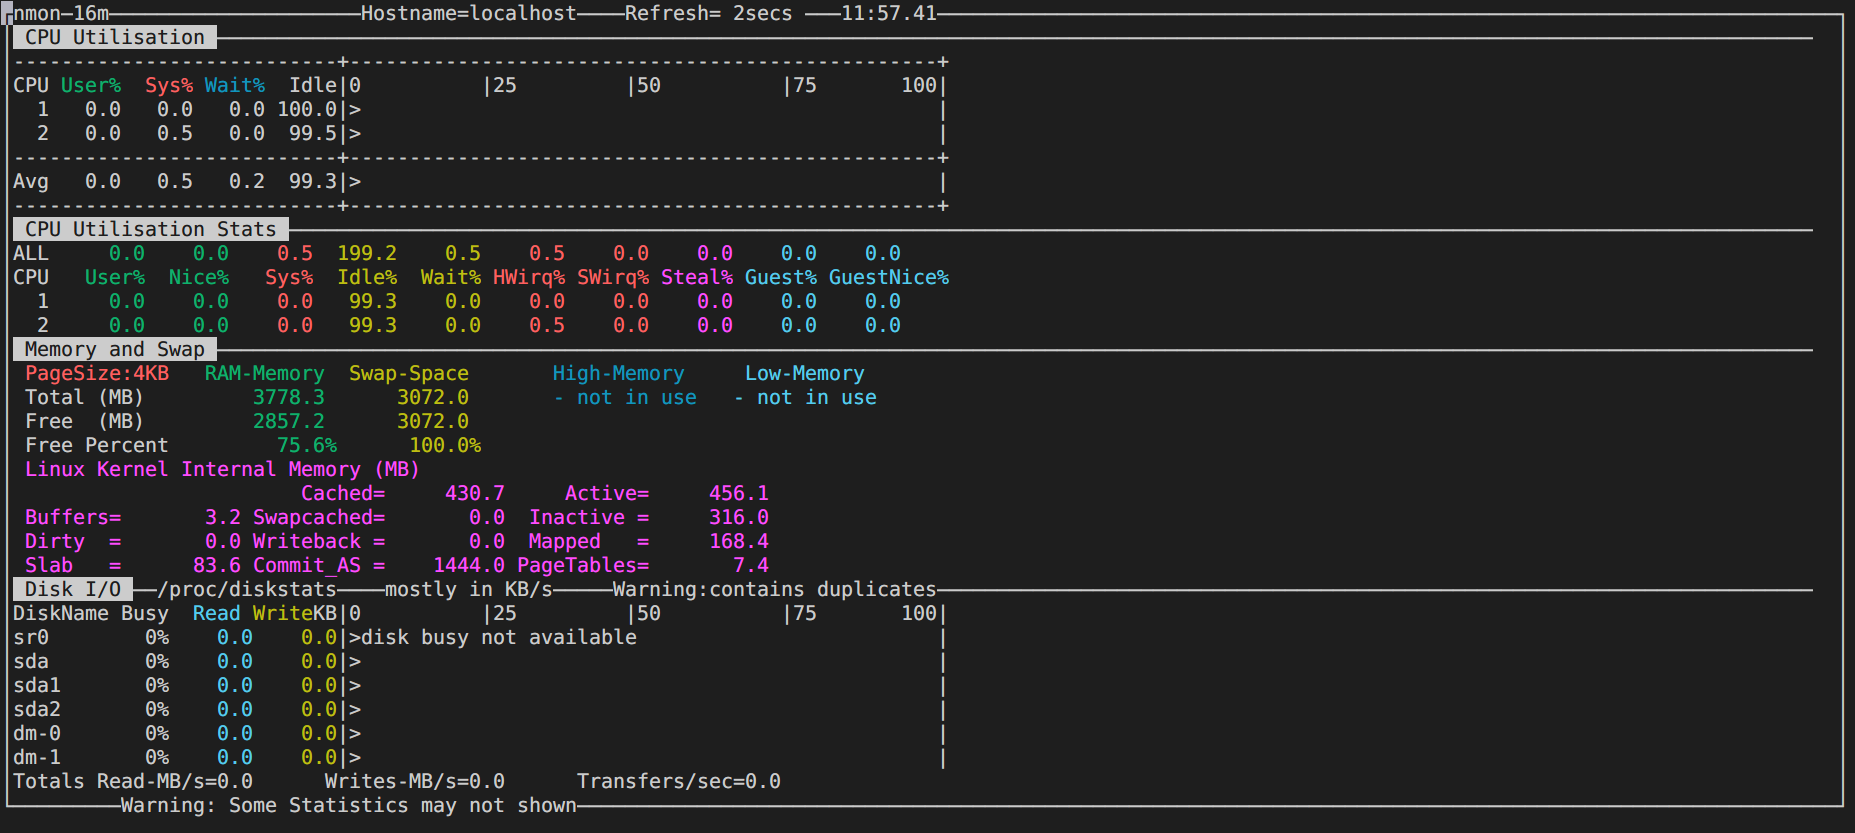 nmon─16m─────────────────────Hostname=localhost────Refresh= 2secs ───11:57.41
CPU Utilisation
---------------------------+-------------------------------------------------+
CPU User%  Sys% Wait%  Idle|0          |25         |50          |75       100|
  1   0.0   0.0   0.0 100.0|>                                                |
  2   0.0   0.5   0.0  99.5|>                                                |
---------------------------+-------------------------------------------------+
Avg   0.0   0.5   0.2  99.3|>                                                |
---------------------------+-------------------------------------------------+
CPU Utilisation Stats
ALL     0.0    0.0    0.5  199.2    0.5    0.5    0.0    0.0    0.0    0.0
CPU   User%  Nice%   Sys%  Idle%  Wait% HWirq% SWirq% Steal% Guest% GuestNice%
  1     0.0    0.0    0.0   99.3    0.0    0.0    0.0    0.0    0.0    0.0
  2     0.0    0.0    0.0   99.3    0.0    0.5    0.0    0.0    0.0    0.0
Memory and Swap
PageSize:4KB   RAM-Memory  Swap-Space       High-Memory     Low-Memory
Total (MB)         3778.3      3072.0       - not in use   - not in use
Free  (MB)         2857.2      3072.0
Free Percent         75.6%      100.0%
Linux Kernel Internal Memory (MB)
                       Cached=     430.7     Active=     456.1
Buffers=       3.2 Swapcached=       0.0  Inactive =     316.0
Dirty  =       0.0 Writeback =       0.0  Mapped   =     168.4
Slab   =      83.6 Commit_AS =    1444.0 PageTables=       7.4
Disk I/O ──/proc/diskstats────mostly in KB/s─────Warning:contains duplicates
DiskName Busy  Read WriteKB|0          |25         |50          |75       100|
sr0        0%    0.0    0.0|>disk busy not available                         |
sda        0%    0.0    0.0|>                                                |
sda1       0%    0.0    0.0|>                                                |
sda2       0%    0.0    0.0|>                                                |
dm-0       0%    0.0    0.0|>                                                |
dm-1       0%    0.0    0.0|>                                                |
Totals Read-MB/s=0.0      Writes-MB/s=0.0      Transfers/sec=0.0
Warning: Some Statistics may not shown